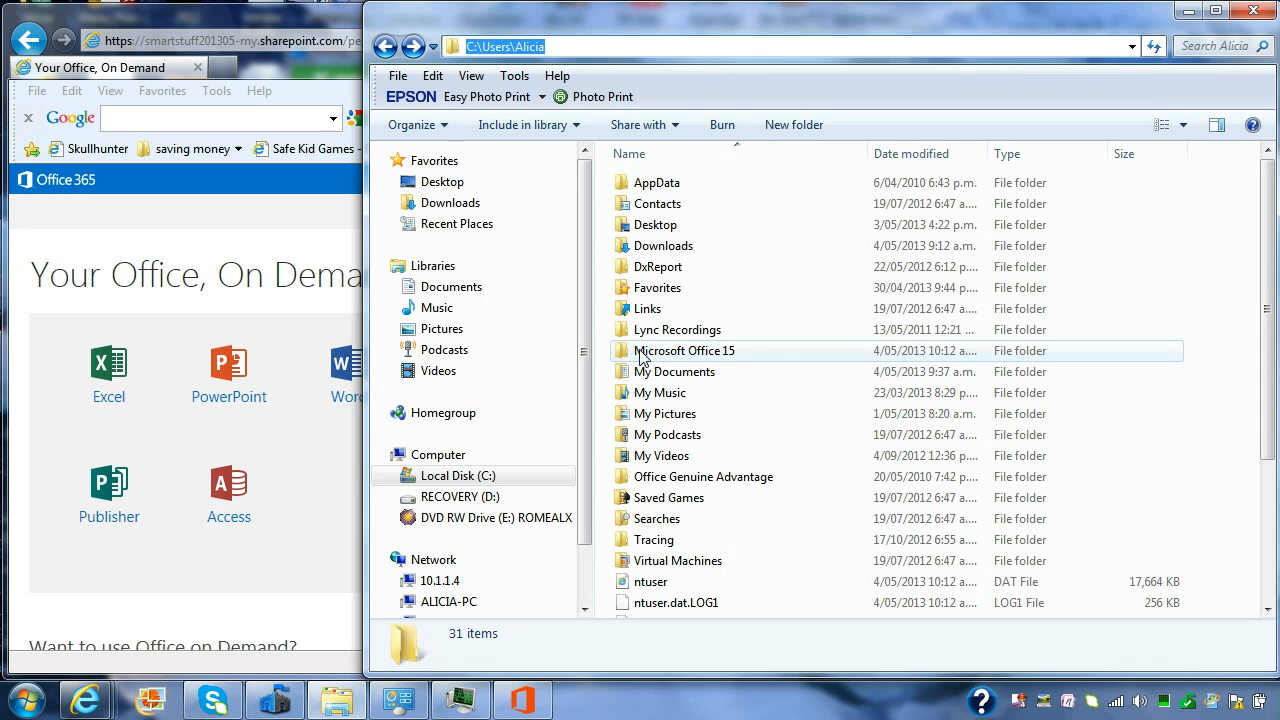 https://smartstuff201305-my.sharepoint.com/pe
Your Office, On Demand
File Edit View Favorites Tools Help
Google
Skullhunter saving money Safe Kid Games -
Office 365
Your Office, On Dema
Excel PowerPoint Wor
Publisher Access
Want to use Office on Demand?
C:\Users\Alicia
Search Alicia
File Edit View Tools Help
EPSON Easy Photo Print Photo Print
Organize Include in library Share with Burn New folder
Favorites
Desktop
Downloads
Recent Places
Libraries
Documents
Music
Pictures
Podcasts
Videos
Homegroup
Computer
Local Disk (C:)
RECOVERY (D:)
DVD RW Drive (E:) ROMEALX
Network
10.1.1.4
ALICIA-PC
Name Date modified Type Size
AppData 6/04/2010 6:43 p.m. File folder
Contacts 19/07/2012 6:47 a.... File folder
Desktop 3/05/2013 4:22 p.m. File folder
Downloads 4/05/2013 9:12 a.m. File folder
DxReport 22/05/2012 6:12 p.... File folder
Favorites 30/04/2013 9:44 p.... File folder
Links 19/07/2012 6:47 a.... File folder
Lync Recordings 13/05/2011 12:21 ... File folder
Microsoft Office 15 4/05/2013 10:12 a.... File folder
My Documents 4/05/2013 9:37 a.m. File folder
My Music 23/03/2013 8:29 p.... File folder
My Pictures 1/05/2013 8:20 a.m. File folder
My Podcasts 19/07/2012 6:47 a.... File folder
My Videos 4/09/2012 12:36 p.... File folder
Office Genuine Advantage 20/05/2010 7:42 p.... File folder
Saved Games 19/07/2012 6:47 a.... File folder
Searches 19/07/2012 6:47 a.... File folder
Tracing 17/10/2012 6:55 a.... File folder
Virtual Machines 19/07/2012 6:47 a.... File folder
ntuser 4/05/2013 10:12 a.... DAT File 17,664 KB
ntuser.dat.LOG1 4/05/2013 10:12 a.... LOG1 File 256 KB
31 items